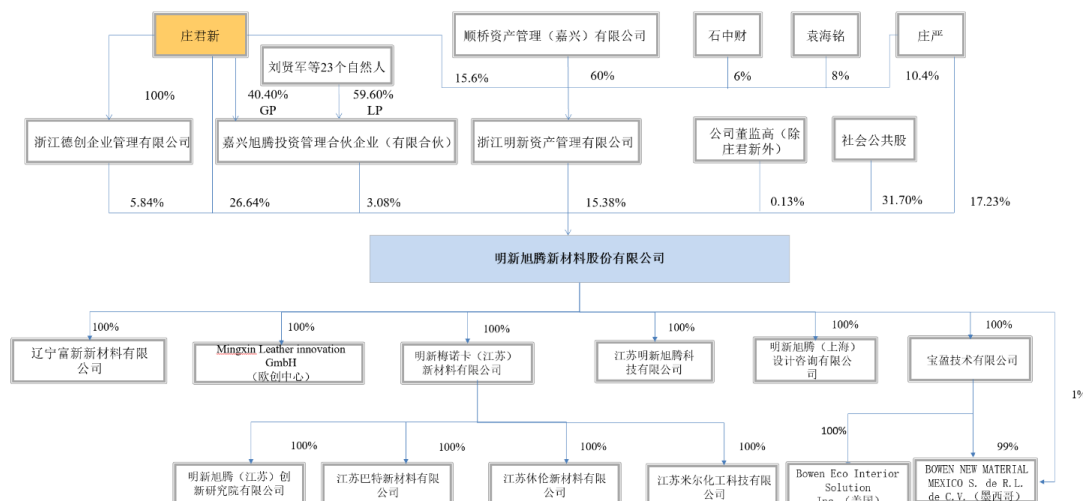 庄君新
刘贤军等23个自然人
顺桥资产管理（嘉兴）有限公司
石中财
袁海铭
庄严
100%
40.40%
GP
59.60%
LP
15.6%
60%
6%
8%
10.4%
浙江德创企业管理有限公司
嘉兴旭腾投资管理合伙企业（有限合伙）
浙江明新资产管理有限公司
公司董监高（除
庄君新外）
社会公共股
5.84%
26.64%
3.08%
15.38%
0.13%
31.70%
17.23%
明新旭腾新材料股份有限公司
100%
100%
100%
100%
100%
100%
1%
辽宁富新新材料有限
公司
Mingxin Leather innovation
GmbH
（欧创中心）
明新梅诺卡（江苏）
新材料有限公司
江苏明新旭腾科
技有限公司
明新旭腾（上海）
设计咨询有限公
司
宝盈技术有限公司
100%
100%
100%
100%
100%
99%
明新旭腾（江苏）创
新研究院有限公司
江苏巴特新材料有限
公司
江苏休伦新材料有限
公司
江苏米尔化工科技有限
公司
Bowen Eco Interior
Solution
Inc.（美国）
BOWEN NEW MATERIAL
MEXICO S. de R.L.
de C.V.（墨西哥）